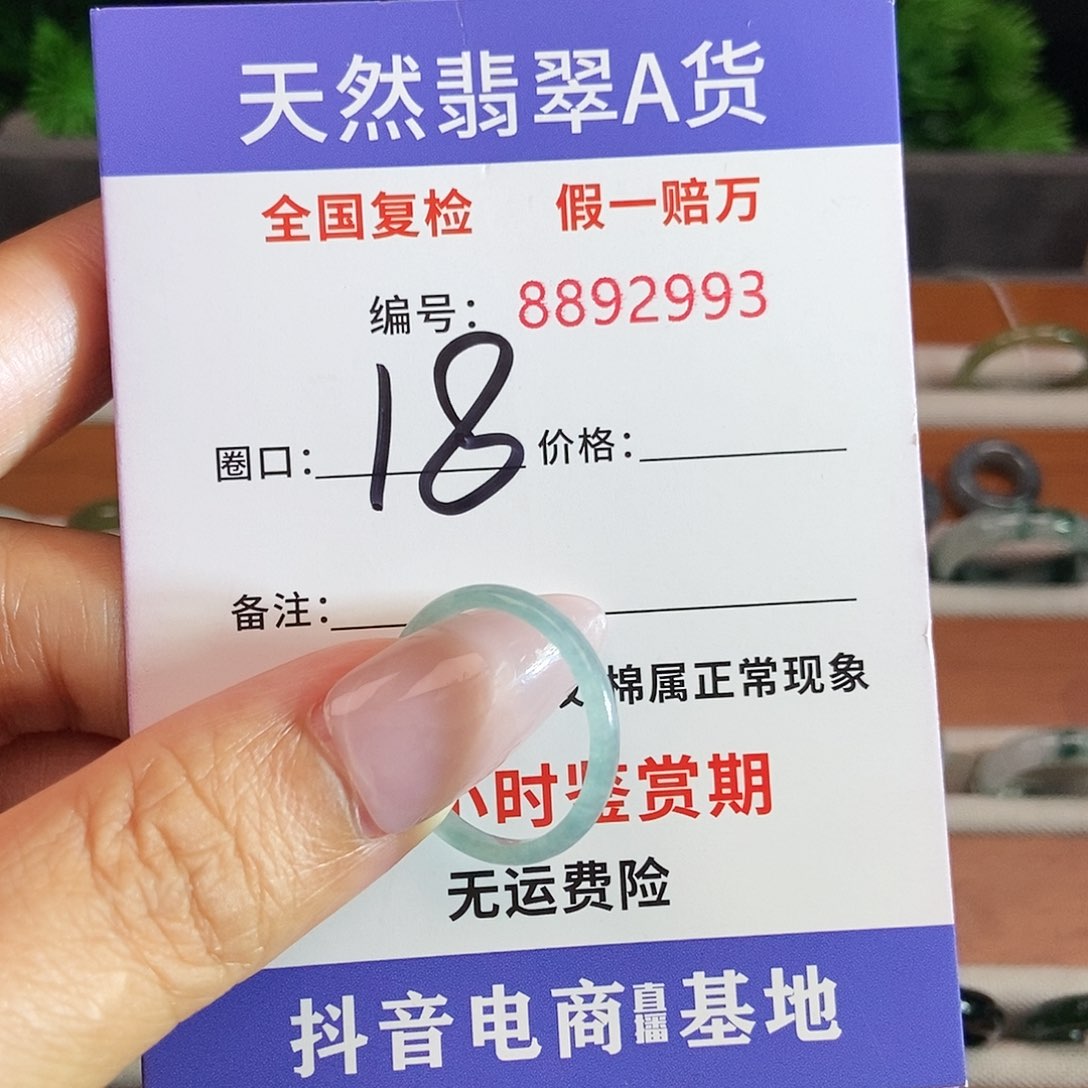 天然翡翠A货
全国复检 假一赔万
编号：8892993
圈口：18 价格：
备注：
棉属正常现象
小时鉴赏期
无运费险
抖音电商直播基地